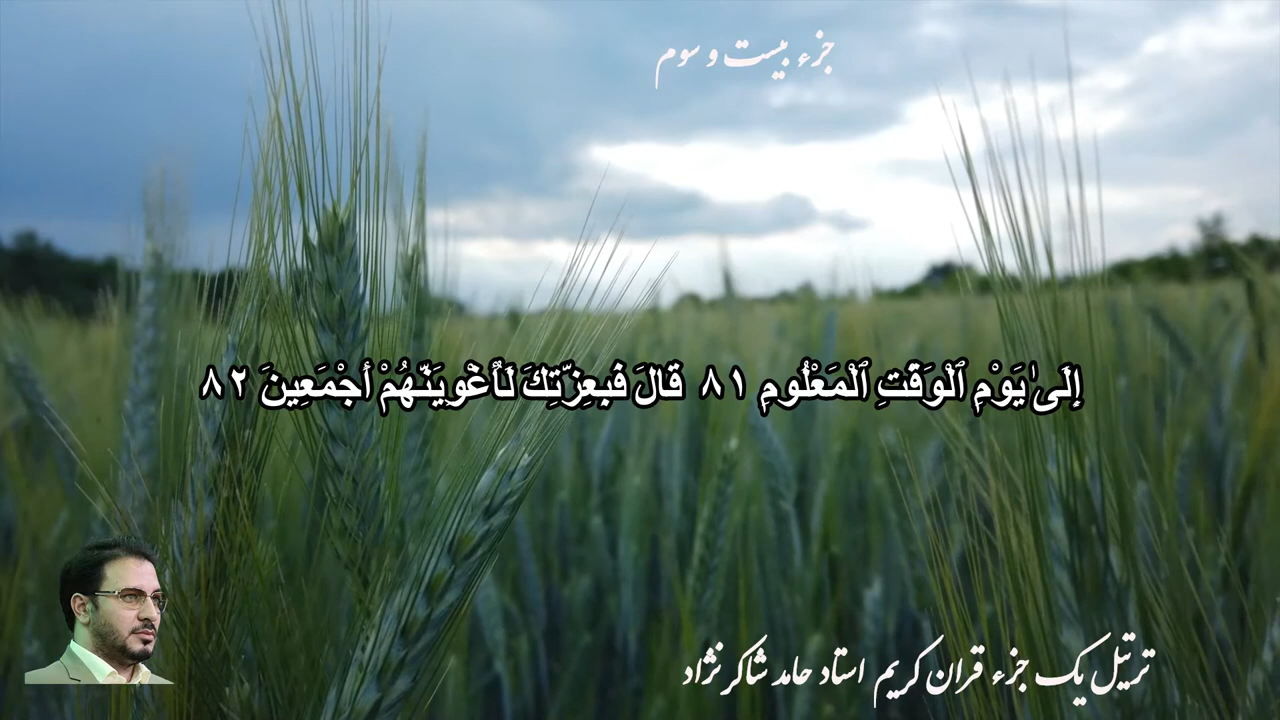 جزء بیست و سوم
إِلَىٰ يَوْمِ ٱلْوَقْتِ ٱلْمَعْلُومِ ٨١ قَالَ فَبِعِزَّتِكَ لَأُغْوِيَنَّهُمْ أَجْمَعِينَ ٨٢
ترتیل یک جزء قران کریم استاد حامد شاکرنژاد